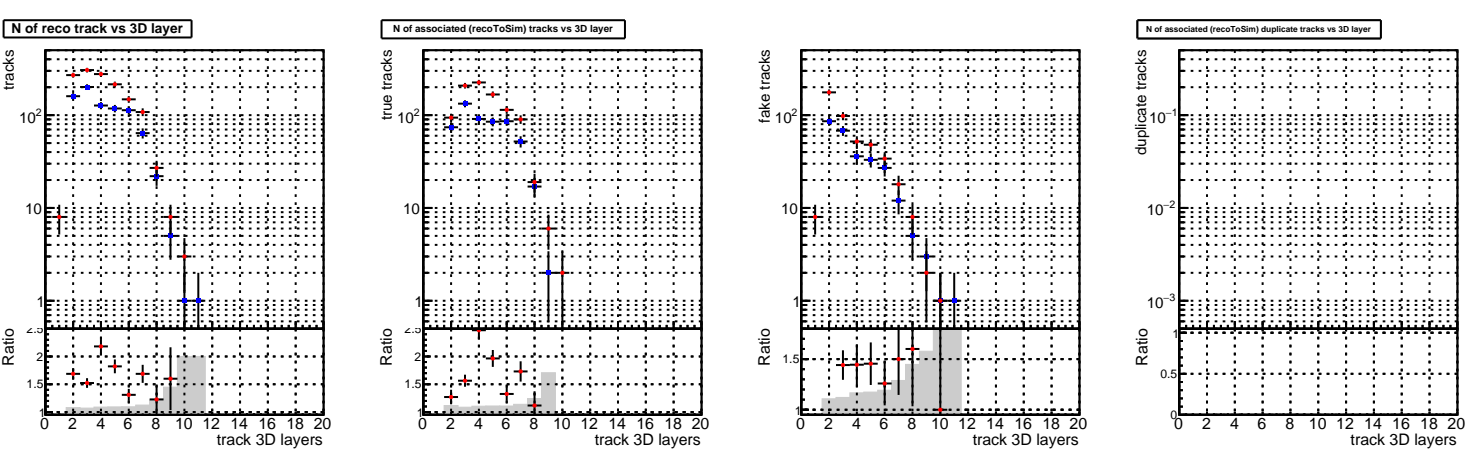 N of reco track vs 3D layer
tracks
10²
10
1
Ratio
2.5
2
1.5
1
0 2 4 6 8 10 12 14 16 18 20
track 3D layers
N of associated (recoToSim) tracks vs 3D layer
true tracks
10²
10
1
Ratio
2.5
2
1.5
1
0 2 4 6 8 10 12 14 16 18 20
track 3D layers
fake tracks
10²
10
1
Ratio
1.5
1
0 2 4 6 8 10 12 14 16 18 20
track 3D layers
N of associated (recoToSim) duplicate tracks vs 3D layer
duplicate tracks
10⁻¹
10⁻²
10⁻³
Ratio
1
0.5
0
0 2 4 6 8 10 12 14 16 18 20
track 3D layers